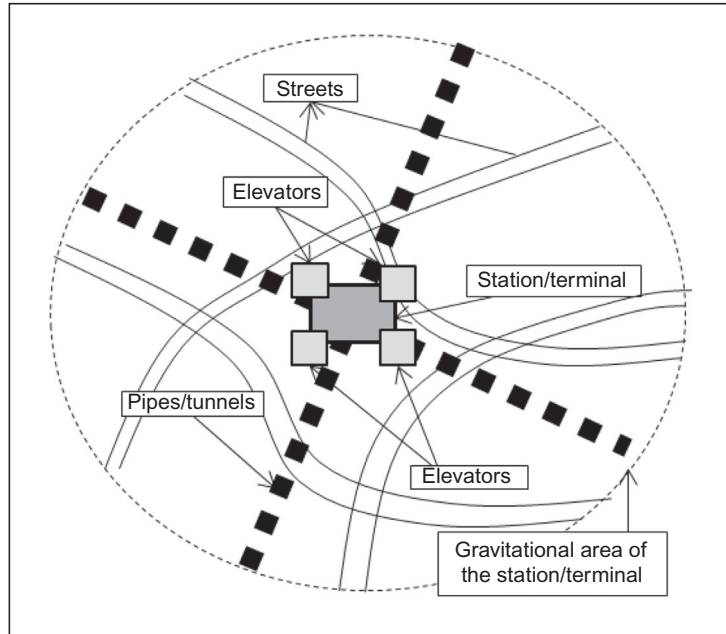 Streets
Elevators
Station/terminal
Pipes/tunnels
Elevators
Gravitational area of
the station/terminal